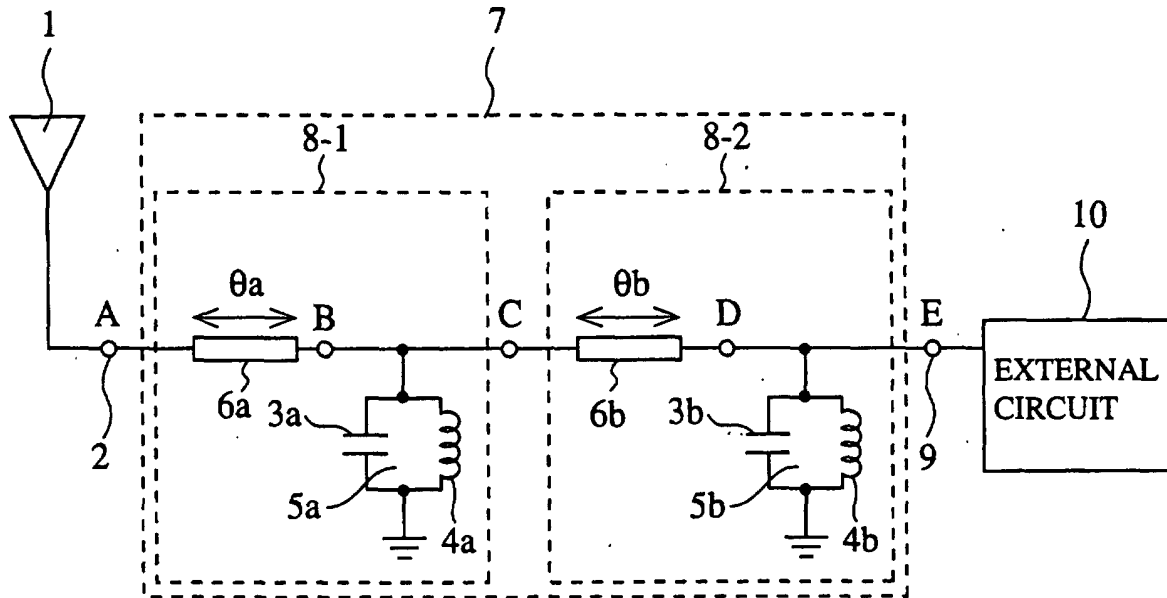 1
7
8-1
8-2
10
θa
θb
A
B
C
D
E
2
6a
3a
5a
4a
6b
3b
5b
4b
9
EXTERNAL
CIRCUIT